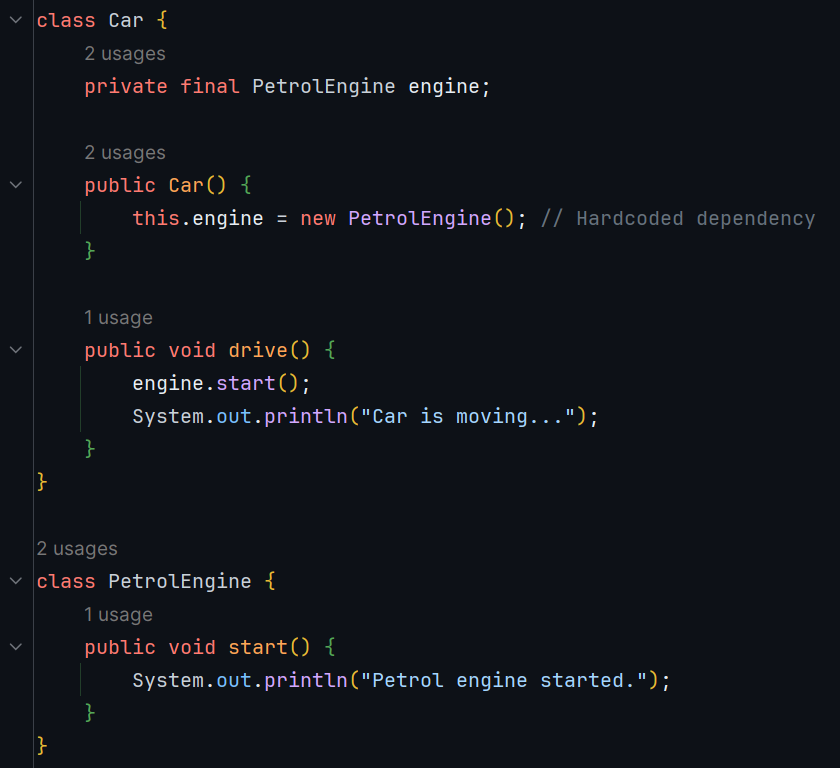 class Car {
2 usages
private final PetrolEngine engine;
2 usages
public Car() {
this.engine = new PetrolEngine(); // Hardcoded dependency
}
1 usage
public void drive() {
engine.start();
System.out.println("Car is moving...");
}
}
2 usages
class PetrolEngine {
1 usage
public void start() {
System.out.println("Petrol engine started.");
}
}